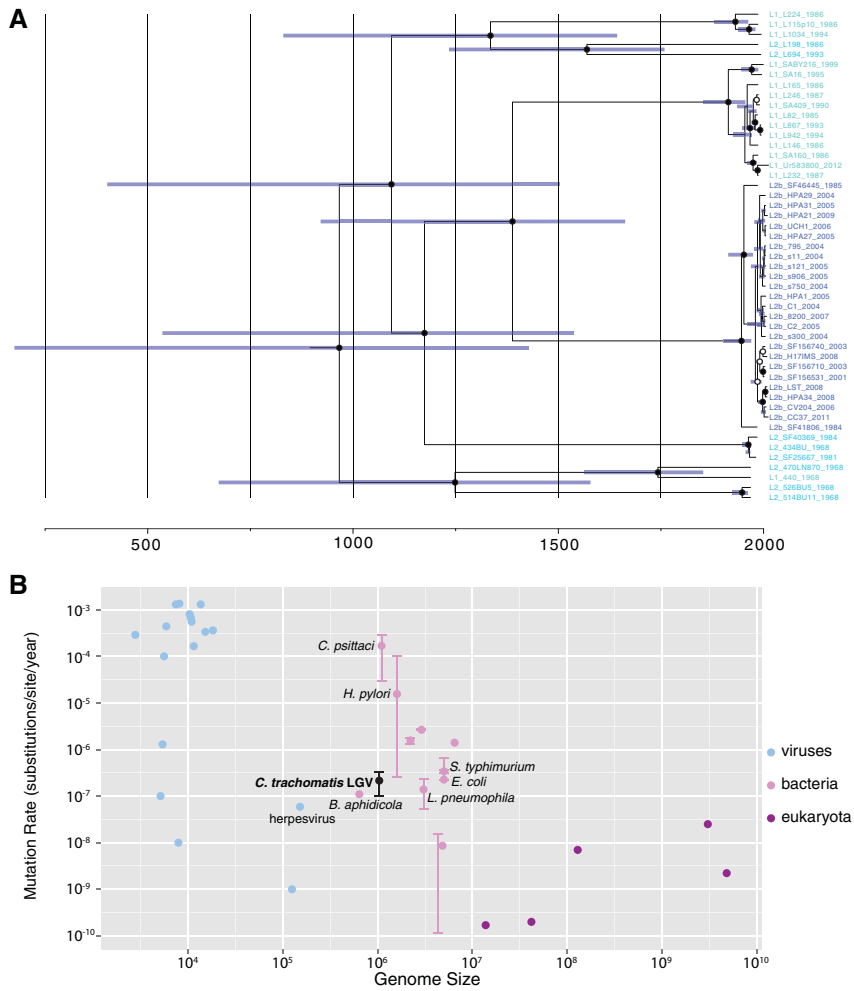 A
L1_L224_1986
L1_L115p10_1986
L1_L1034_1994
L2_L198_1986
L2_L694_1993
L1_SABY216_1999
L1_SA16_1995
L1_L165_1986
L1_L246_1987
L1_SA409_1990
L1_L82_1985
L1_L867_1993
L1_L942_1994
L1_L146_1986
L1_SA160_1986
L1_Ur583800_2012
L1_L232_1987
L2b_SF46445_1985
L2b_HPA29_2004
L2b_HPA31_2005
L2b_HPA21_2009
L2b_UCH1_2006
L2b_HPA27_2005
L2b_795_2004
L2b_s11_2004
L2b_s121_2005
L2b_s906_2005
L2b_s750_2004
L2b_HPA1_2005
L2b_C1_2004
L2b_8200_2007
L2b_C2_2005
L2b_s300_2004
L2b_SF156740_2003
L2b_H17IMS_2008
L2b_SF156710_2003
L2b_SF156531_2001
L2b_LST_2008
L2b_HPA34_2008
L2b_CV204_2006
L2b_CC37_2011
L2b_SF41806_1984
L2_SF40369_1984
L2_434BU_1968
L2_SF25667_1981
L2_470LN870_1968
L1_440_1968
L2_526BU5_1968
L2_514BU11_1968
500 1000 1500 2000
B
Mutation Rate (substitutions/site/year)
10⁻³
10⁻⁴
10⁻⁵
10⁻⁶
10⁻⁷
10⁻⁸
10⁻⁹
10⁻¹⁰
C. psittaci
H. pylori
S. typhimurium
C. trachomatis LGV
E. coli
B. aphidicola
L. pneumophila
herpesvirus
viruses
bacteria
eukaryota
10⁴ 10⁵ 10⁶ 10⁷ 10⁸ 10⁹ 10¹⁰
Genome Size